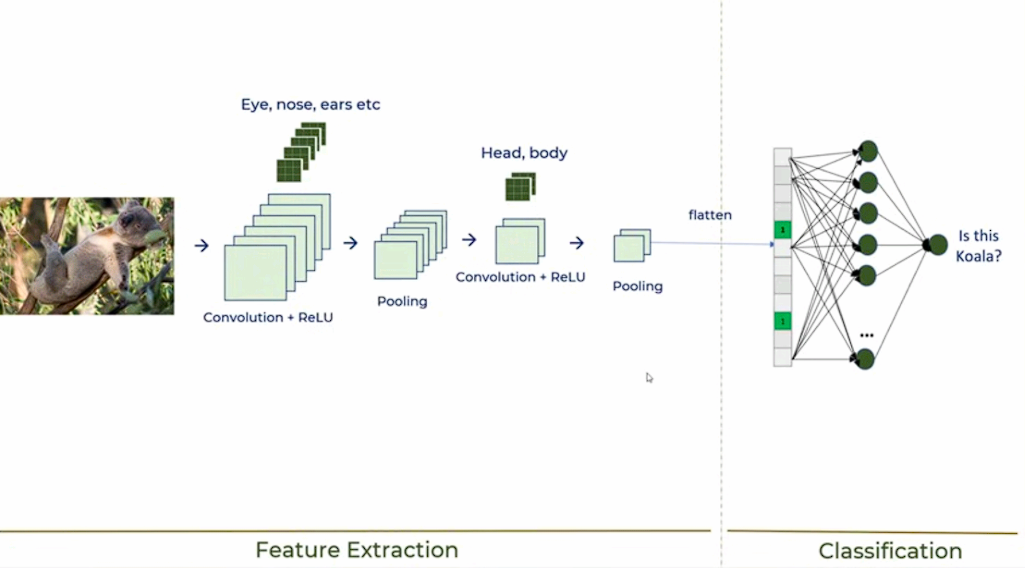 Eye, nose, ears etc
Convolution + ReLU
Pooling
Head, body
Convolution + ReLU
Pooling
flatten
1
1
...
Is this
Koala?
Feature Extraction
Classification